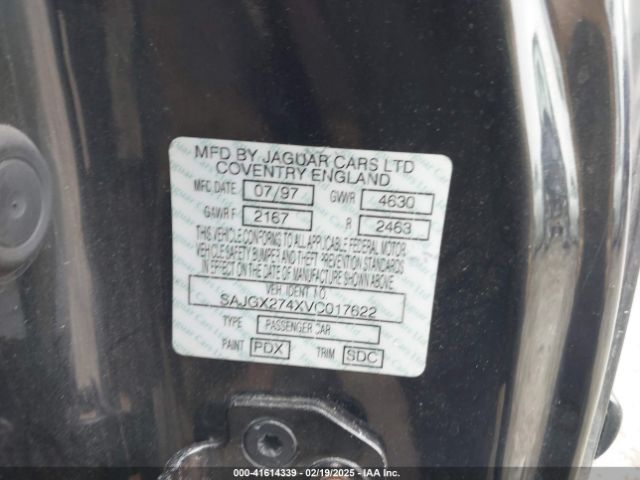 MFD BY JAGUAR CARS LTD
COVENTRY ENGLAND
MFG. DATE 07/97 GVWR 4630
GAWR F 2167 R 2463
THIS VEHICLE CONFORMS TO ALL APPLICABLE FEDERAL MOTOR
VEHICLE SAFETY BUMPER AND THEFT PREVENTION STANDARDS
IN EFFECT ON THE DATE OF MANUFACTURE SHOWN ABOVE.
VEH. IDENT NO.
SAJGX274XVC017622
TYPE PASSENGER CAR
PAINT PDX TRIM SDC
000-41614339 - 02/19/2025 - IAA Inc.